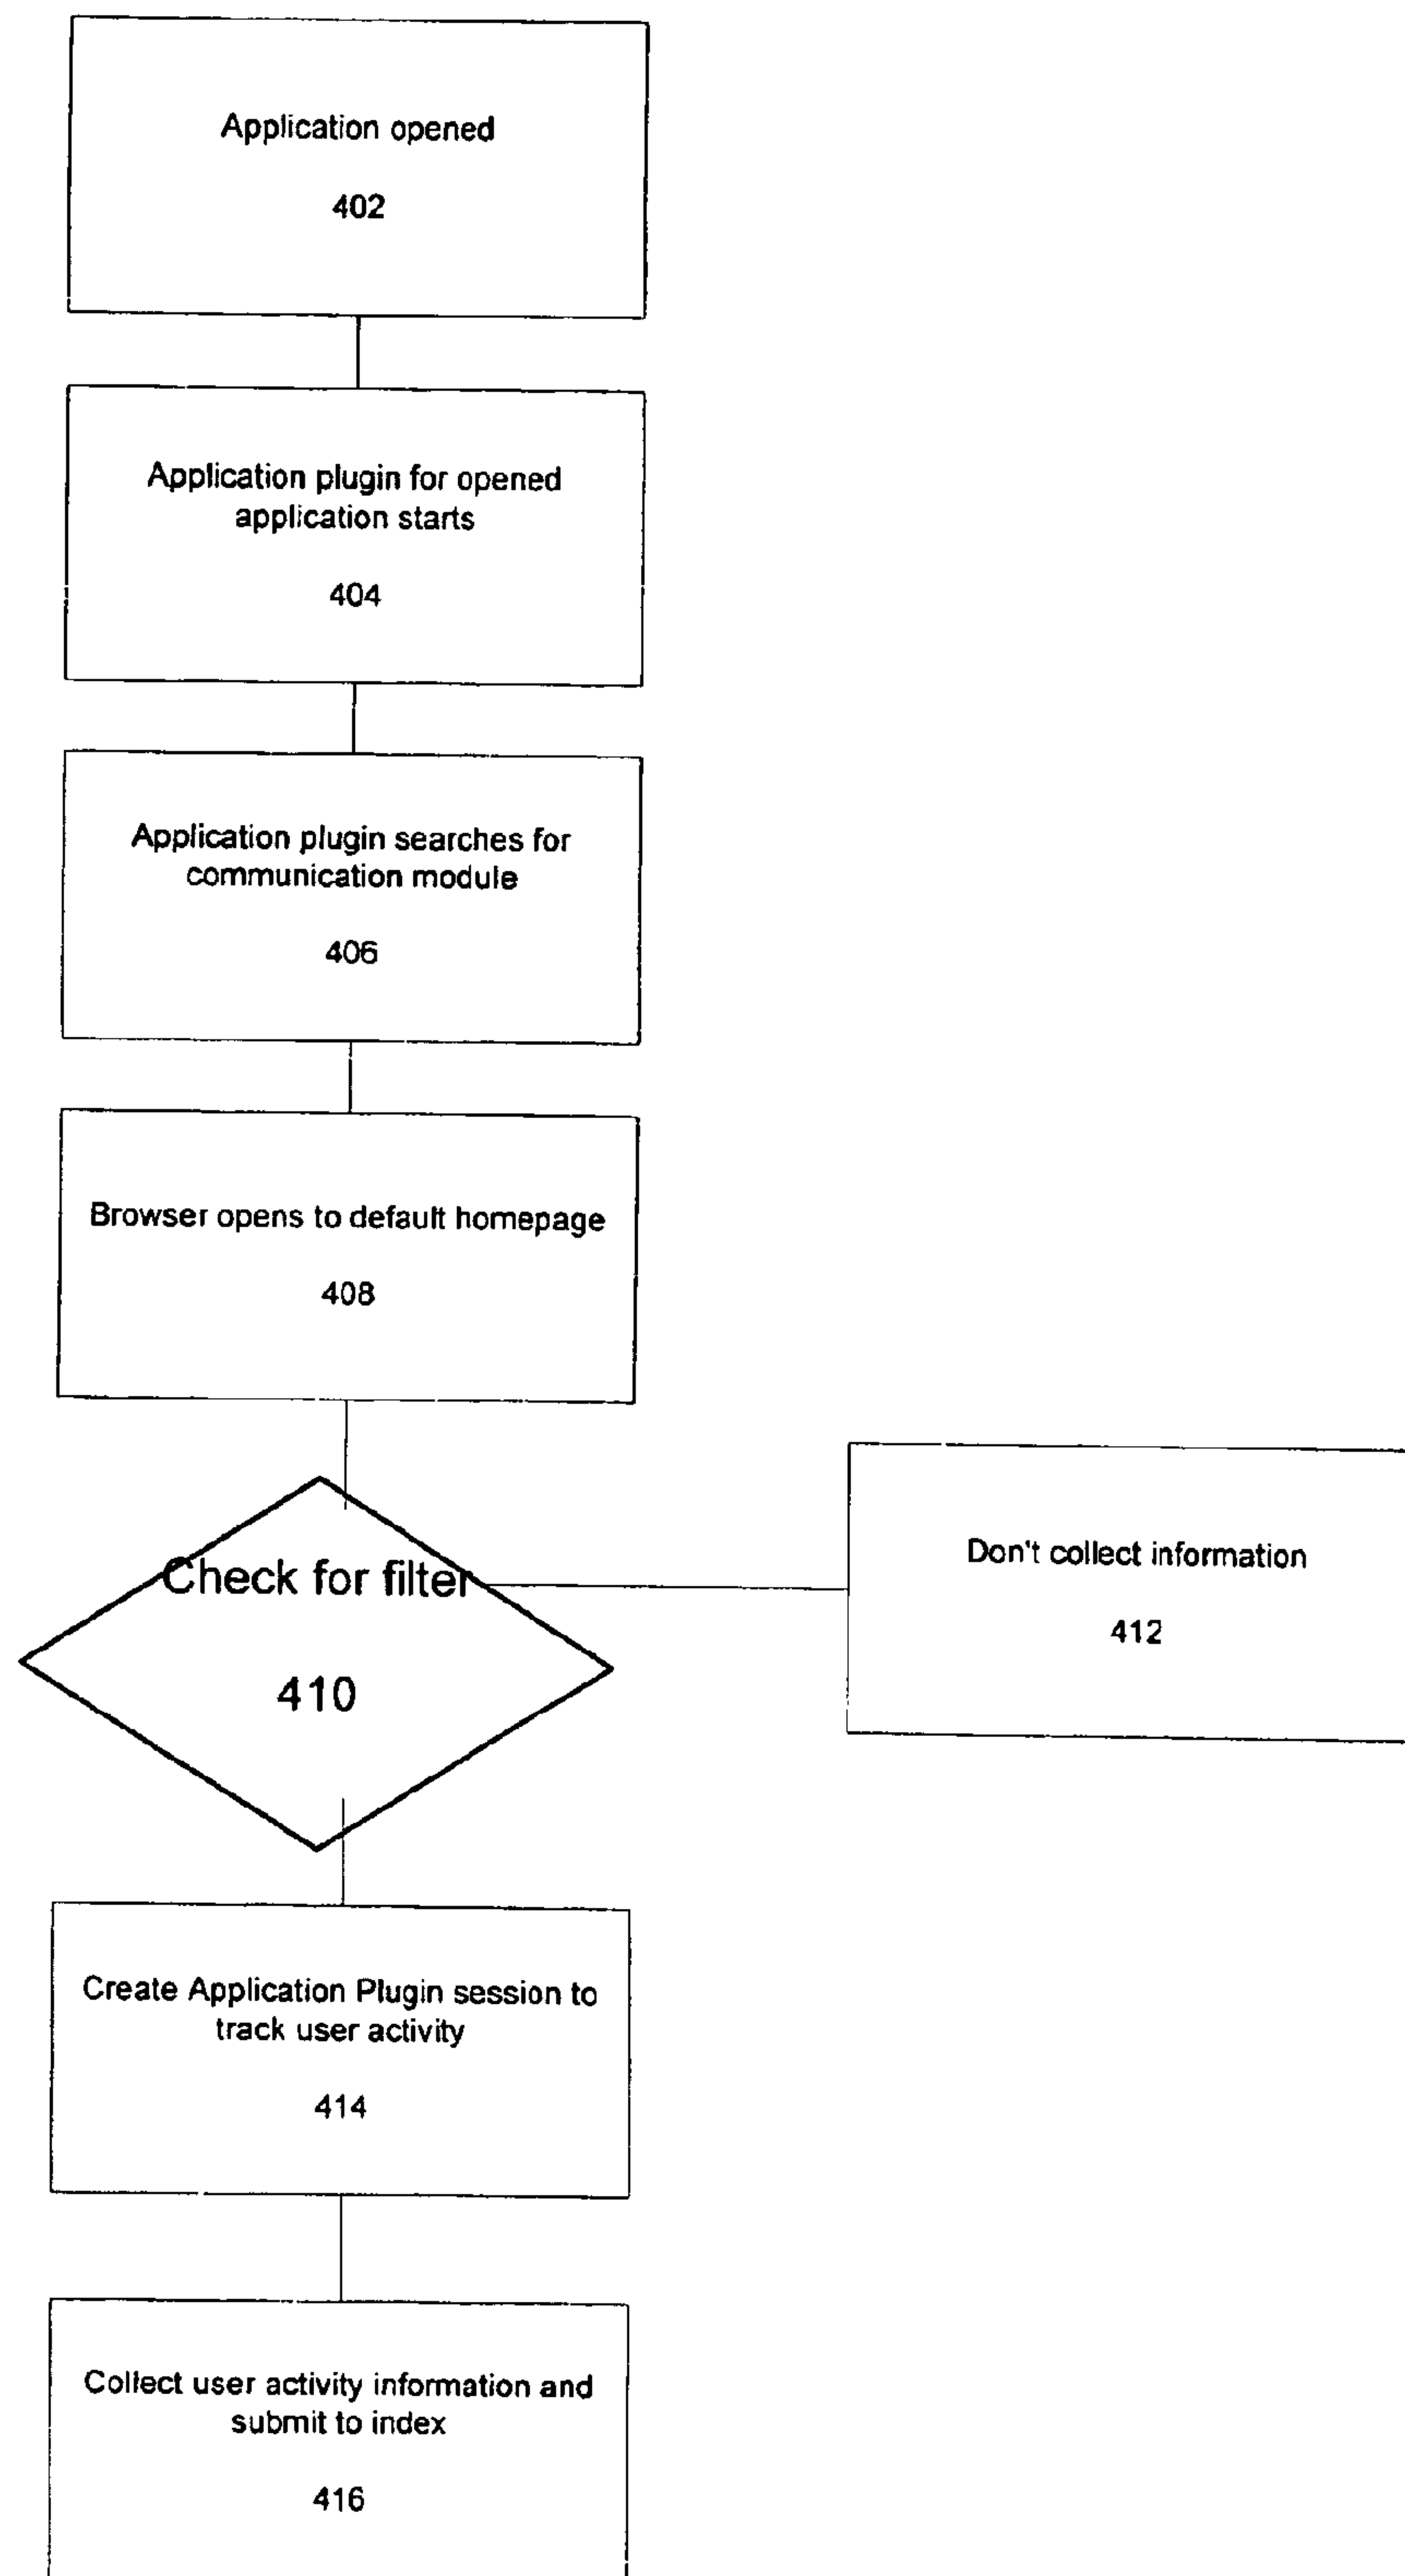 Application opened
402
Application plugin for opened
application starts
404
Application plugin searches for
communication module
406
Browser opens to default homepage
408
Check for filter
410
Don't collect information
412
Create Application Plugin session to
track user activity
414
Collect user activity information and
submit to index
416